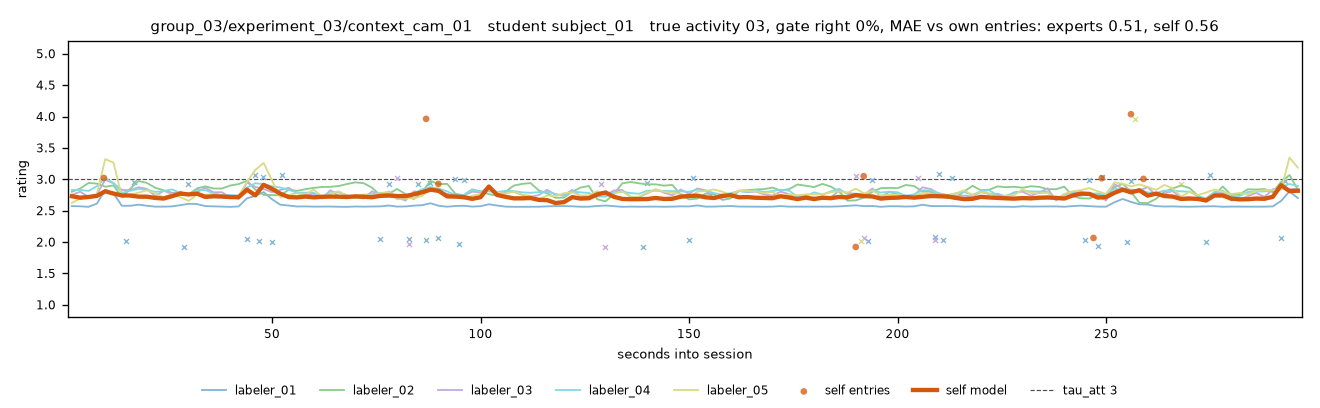 group_03/experiment_03/context_cam_01 student subject_01 true activity 03, gate right 0%, MAE vs own entries: experts 0.51, self 0.56
5.0
4.5
4.0
3.5
3.0
2.5
2.0
1.5
1.0
rating
50 100 150 200 250
seconds into session
labeler_01 labeler_02 labeler_03 labeler_04 labeler_05 self entries self model tau_att 3